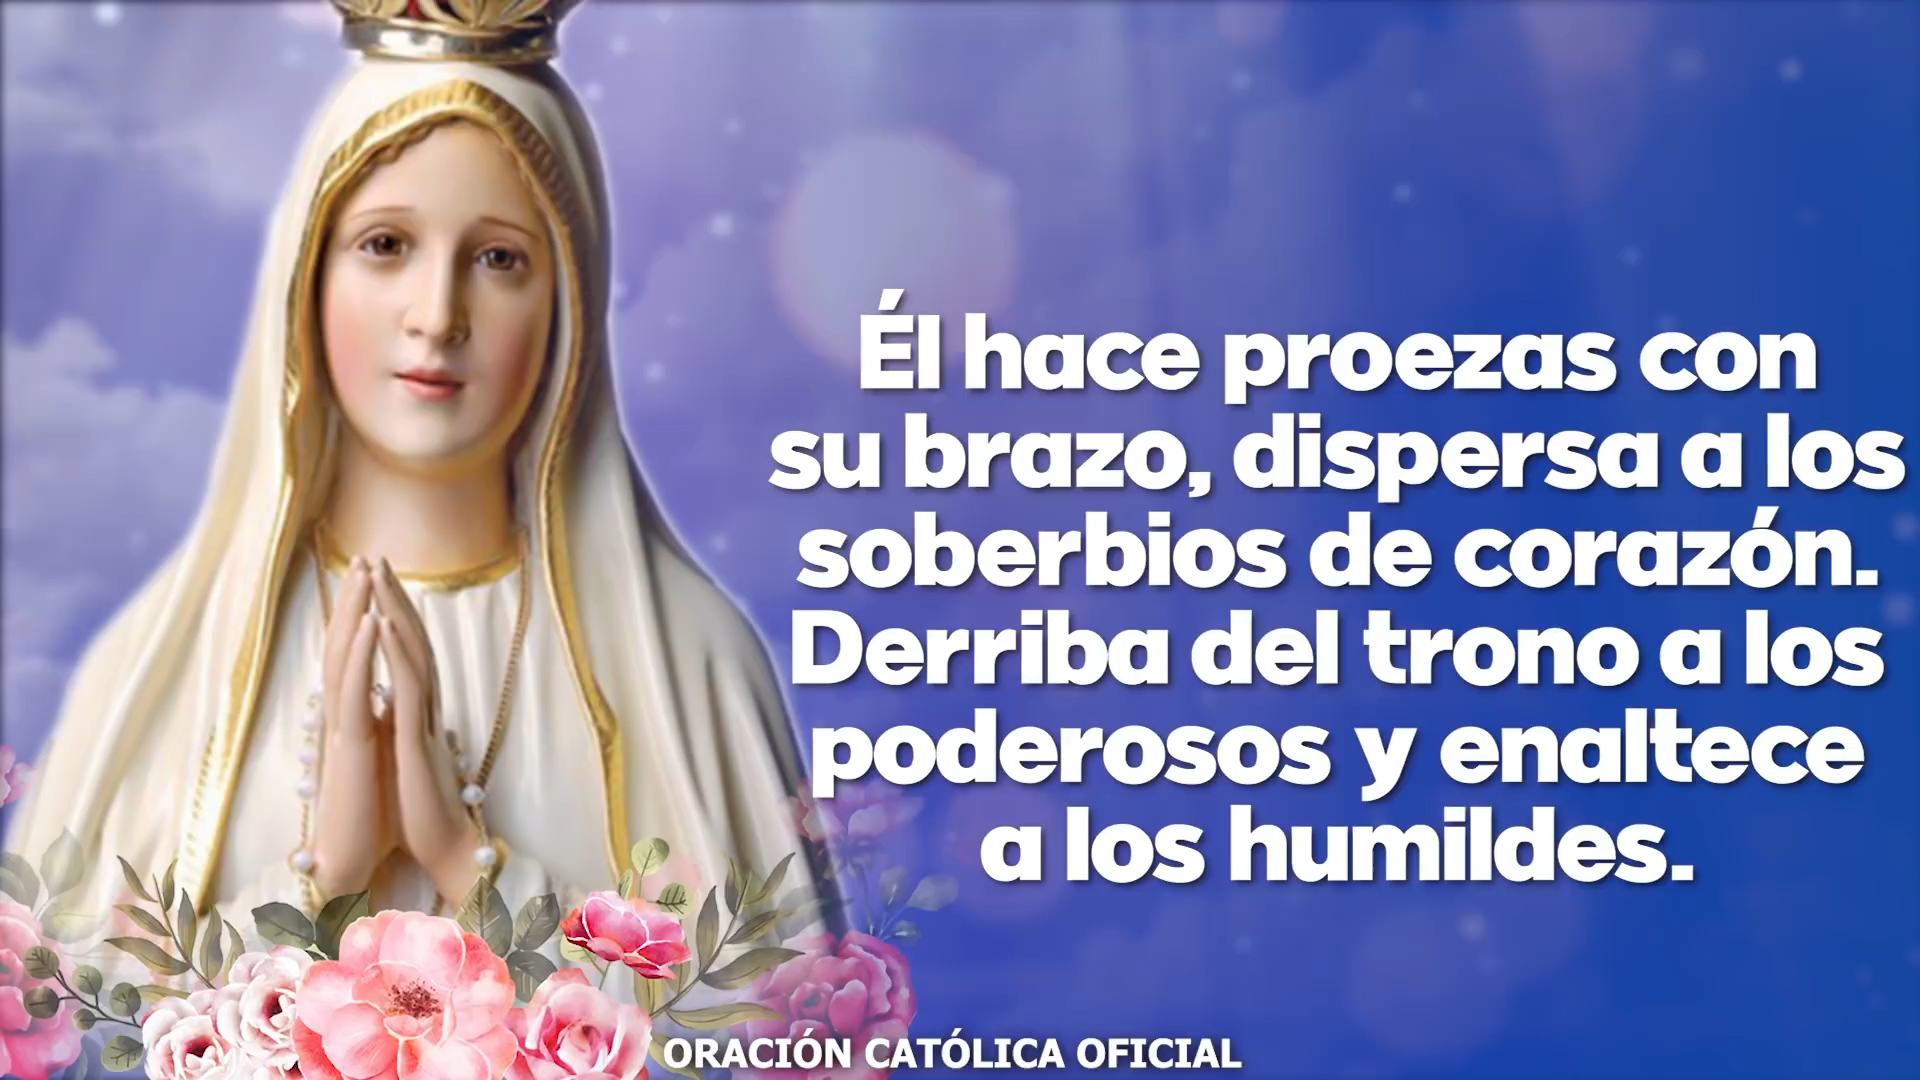 Él hace proezas con
su brazo, dispersa a los
soberbios de corazón.
Derriba del trono a los
poderosos y enaltece
a los humildes.
ORACIÓN CATÓLICA OFICIAL